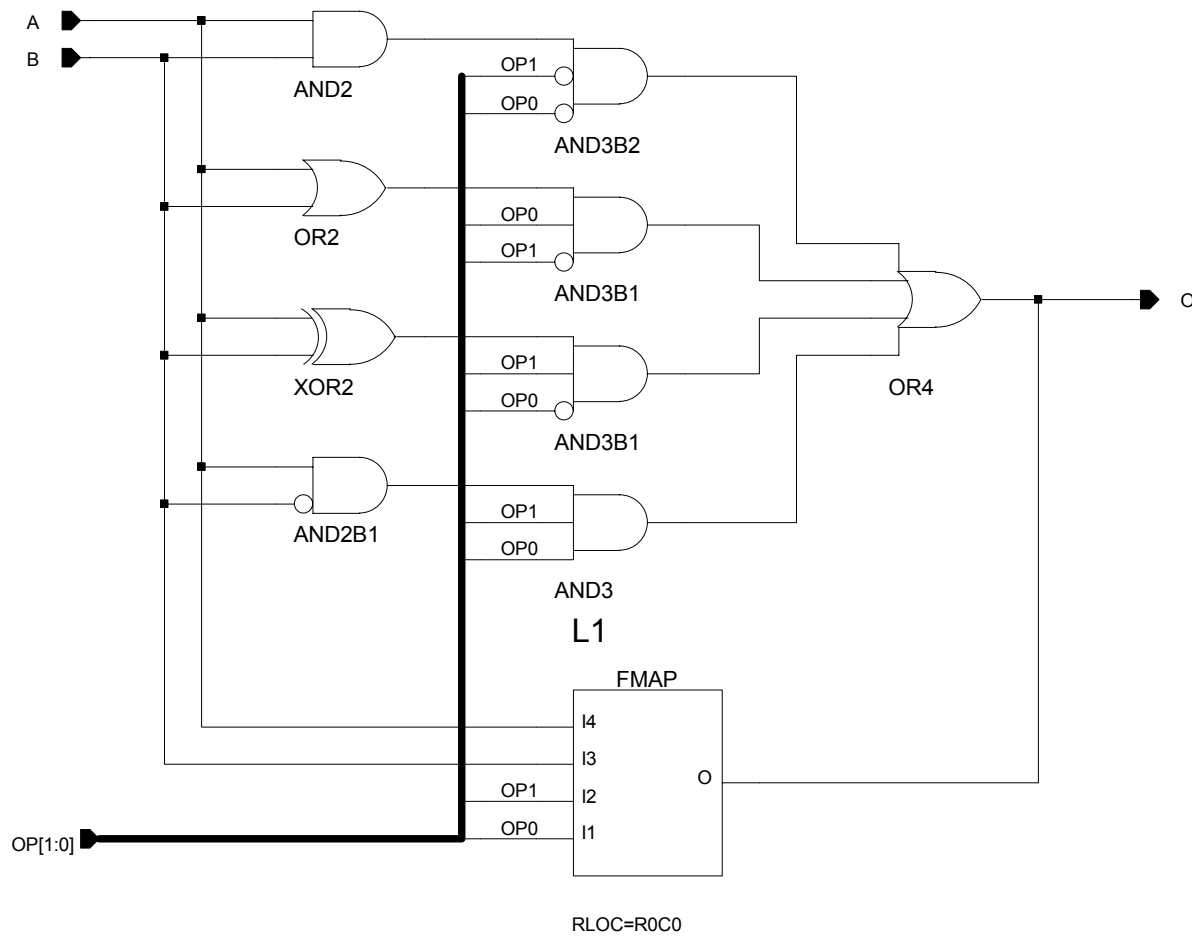 A
B
AND2
OP1
OP0
AND3B2
OR2
OP0
OP1
AND3B1
O
XOR2
OP1
OP0
AND3B1
OR4
AND2B1
OP1
OP0
AND3
L1
FMAP
I4
I3
O
OP1
I2
OP0
I1
OP[1:0]
RLOC=R0C0